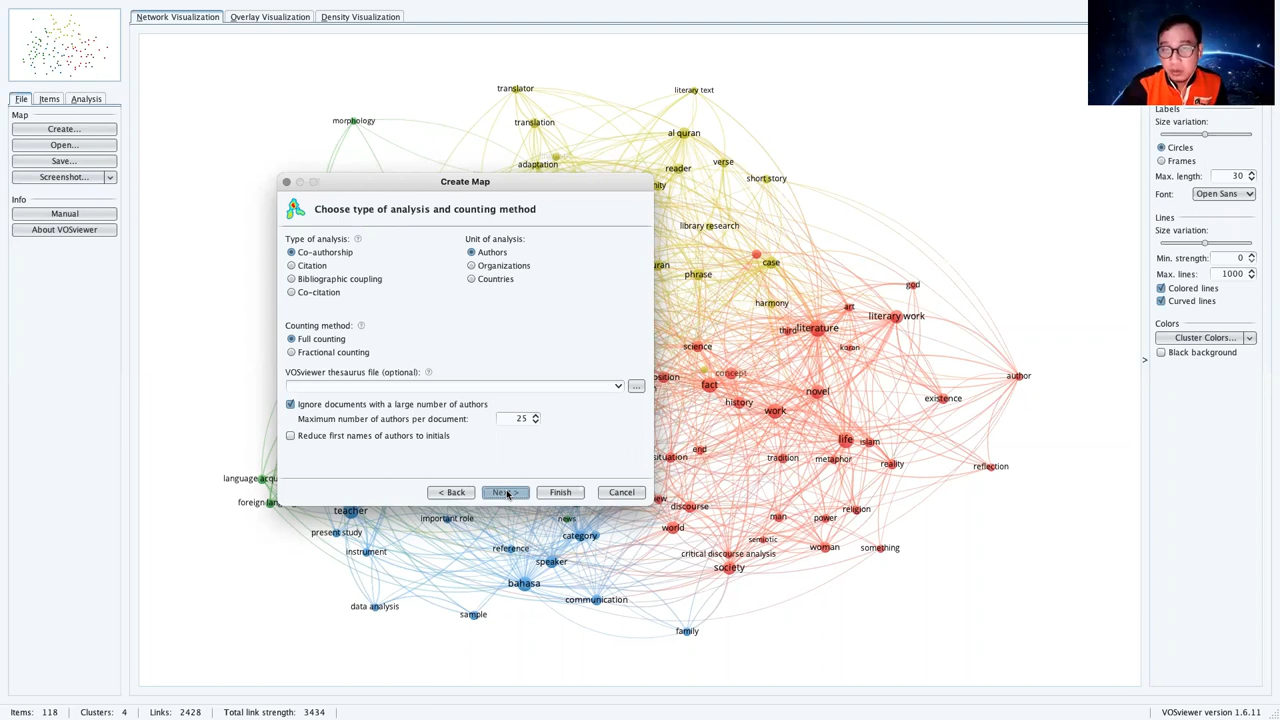 Network Visualization
Overlay Visualization
Density Visualization
File
Items
Analysis
Map
Create...
Open...
Save...
Screenshot...
Info
Manual
About VOSviewer
translator
literary text
morphology
translation
al quran
adaptation
reader
verse
short story
library research
case
phrase
harmony
god
art
literary work
third
literature
koran
science
concept
fact
history
novel
work
author
existence
end
life
islam
tradition
metaphor
reality
reflection
discourse
man
power
religion
world
semiotic
critical discourse analysis
woman
something
society
teacher
important role
news
present study
category
instrument
reference
speaker
bahasa
communication
data analysis
sample
family
Create Map
Choose type of analysis and counting method
Type of analysis:
Unit of analysis:
Co-authorship
Authors
Citation
Organizations
Bibliographic coupling
Countries
Co-citation
Counting method:
Full counting
Fractional counting
VOSviewer thesaurus file (optional):
...
Ignore documents with a large number of authors
Maximum number of authors per document: 25
Reduce first names of authors to initials
< Back
Finish
Cancel
Labels
Size variation:
Circles
Frames
Max. length: 30
Font: Open Sans
Lines
Size variation:
Min. strength: 0
Max. lines: 1000
Colored lines
Curved lines
Colors
Cluster Colors...
Black background
>
Items: 118 Clusters: 4 Links: 2428 Total link strength: 3434
VOSviewer version 1.6.11